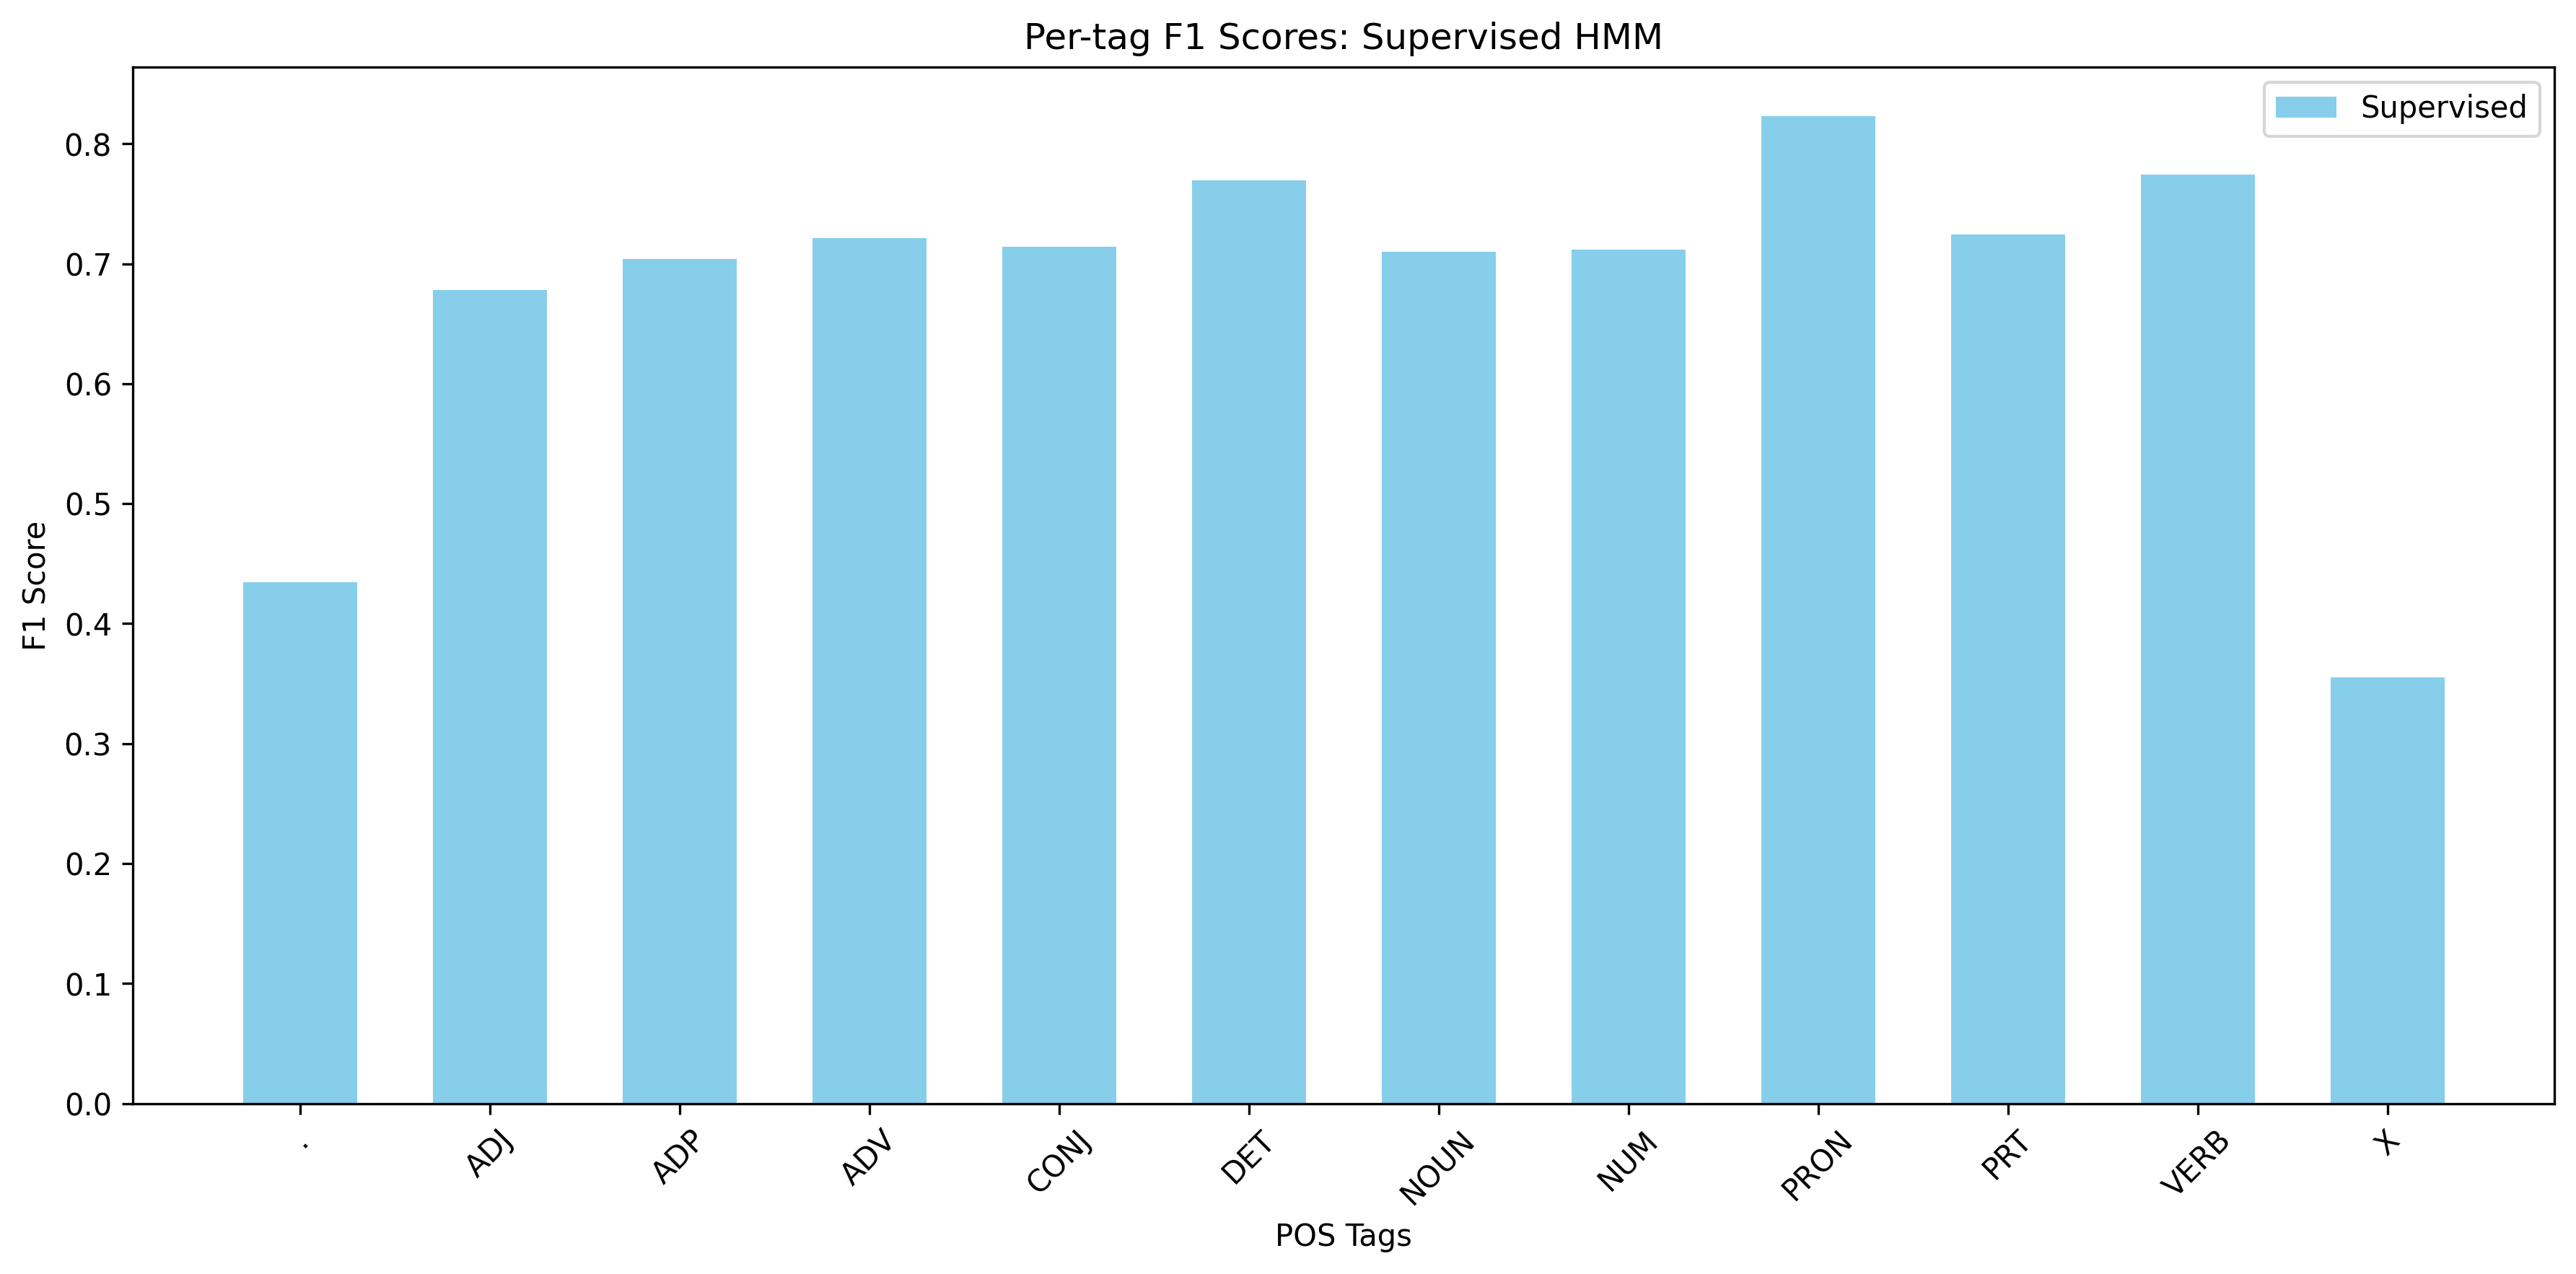 Per-tag F1 Scores: Supervised HMM
Supervised
F1 Score
0.8
0.7
0.6
0.5
0.4
0.3
0.2
0.1
0.0
. ADJ ADP ADV CONJ DET NOUN NUM PRON PRT VERB X
POS Tags